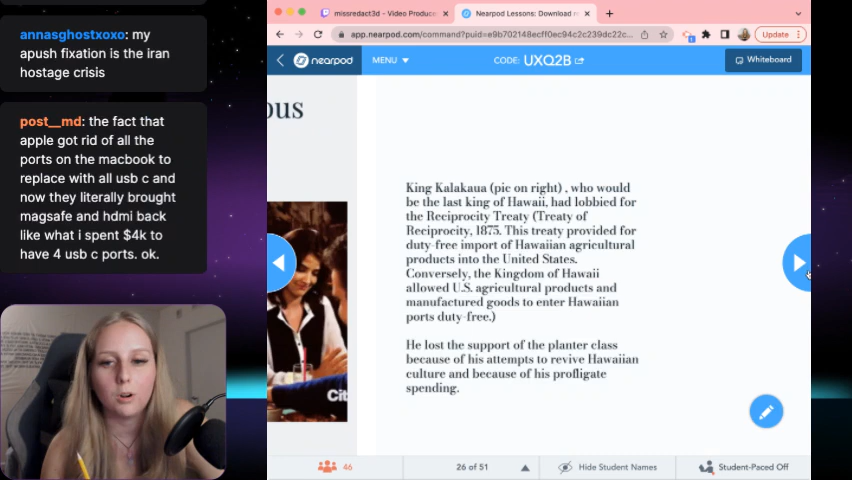 annasghostxoxo: my
apush fixation is the iran
hostage crisis
post__md: the fact that
apple got rid of all the
ports on the macbook to
replace with all usb c and
now they literally brought
magsafe and hdmi back
like what i spent $4k to
have 4 usb c ports. ok.
missredact3d - Video Produce
Nearpod Lessons: Download n
app.nearpod.com/command?puid=e9b702148ecff0ec94c2c239dc22c...
Update
nearpod
MENU
CODE: UXQ2B
Whiteboard
ous
King Kalakaua (pic on right) , who would
be the last king of Hawaii, had lobbied for
the Reciprocity Treaty (Treaty of
Reciprocity, 1875. This treaty provided for
duty-free import of Hawaiian agricultural
products into the United States.
Conversely, the Kingdom of Hawaii
allowed U.S. agricultural products and
manufactured goods to enter Hawaiian
ports duty-free.)
He lost the support of the planter class
because of his attempts to revive Hawaiian
culture and because of his profligate
spending.
Cit
46
26 of 51
Hide Student Names
Student-Paced Off